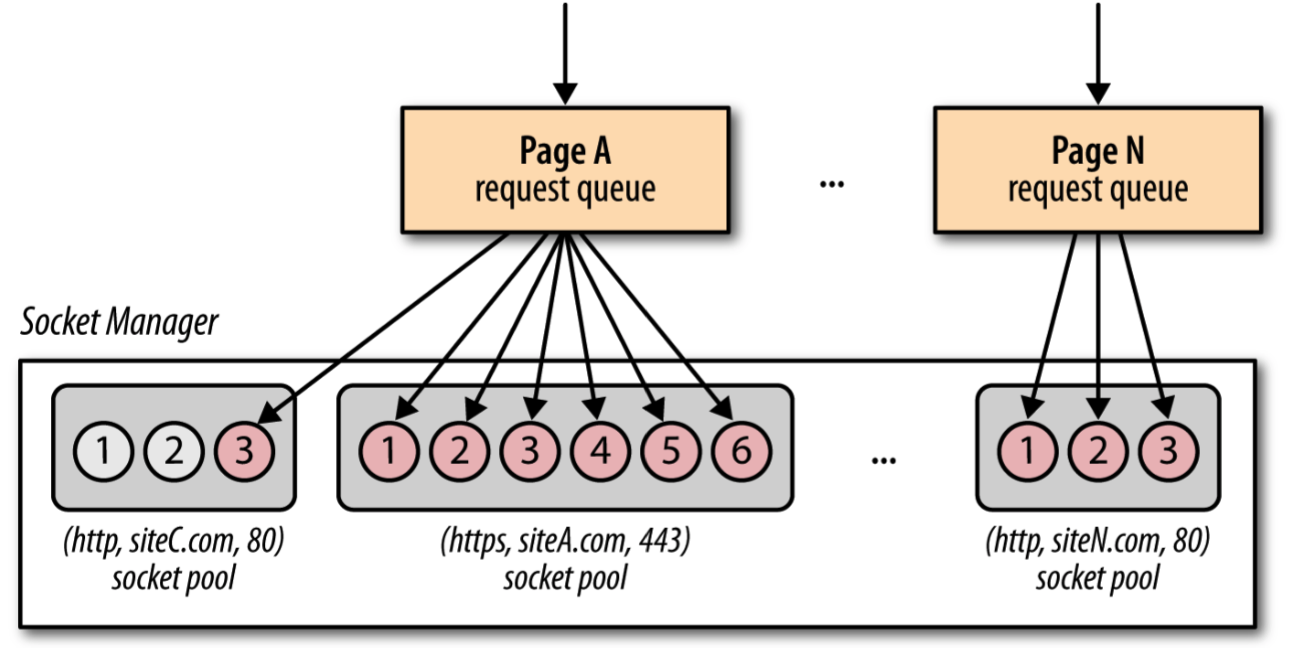 Page A
request queue
...
Page N
request queue
Socket Manager
1 2 3
1 2 3 4 5 6
...
1 2 3
(http, siteC.com, 80)
socket pool
(https, siteA.com, 443)
socket pool
(http, siteN.com, 80)
socket pool